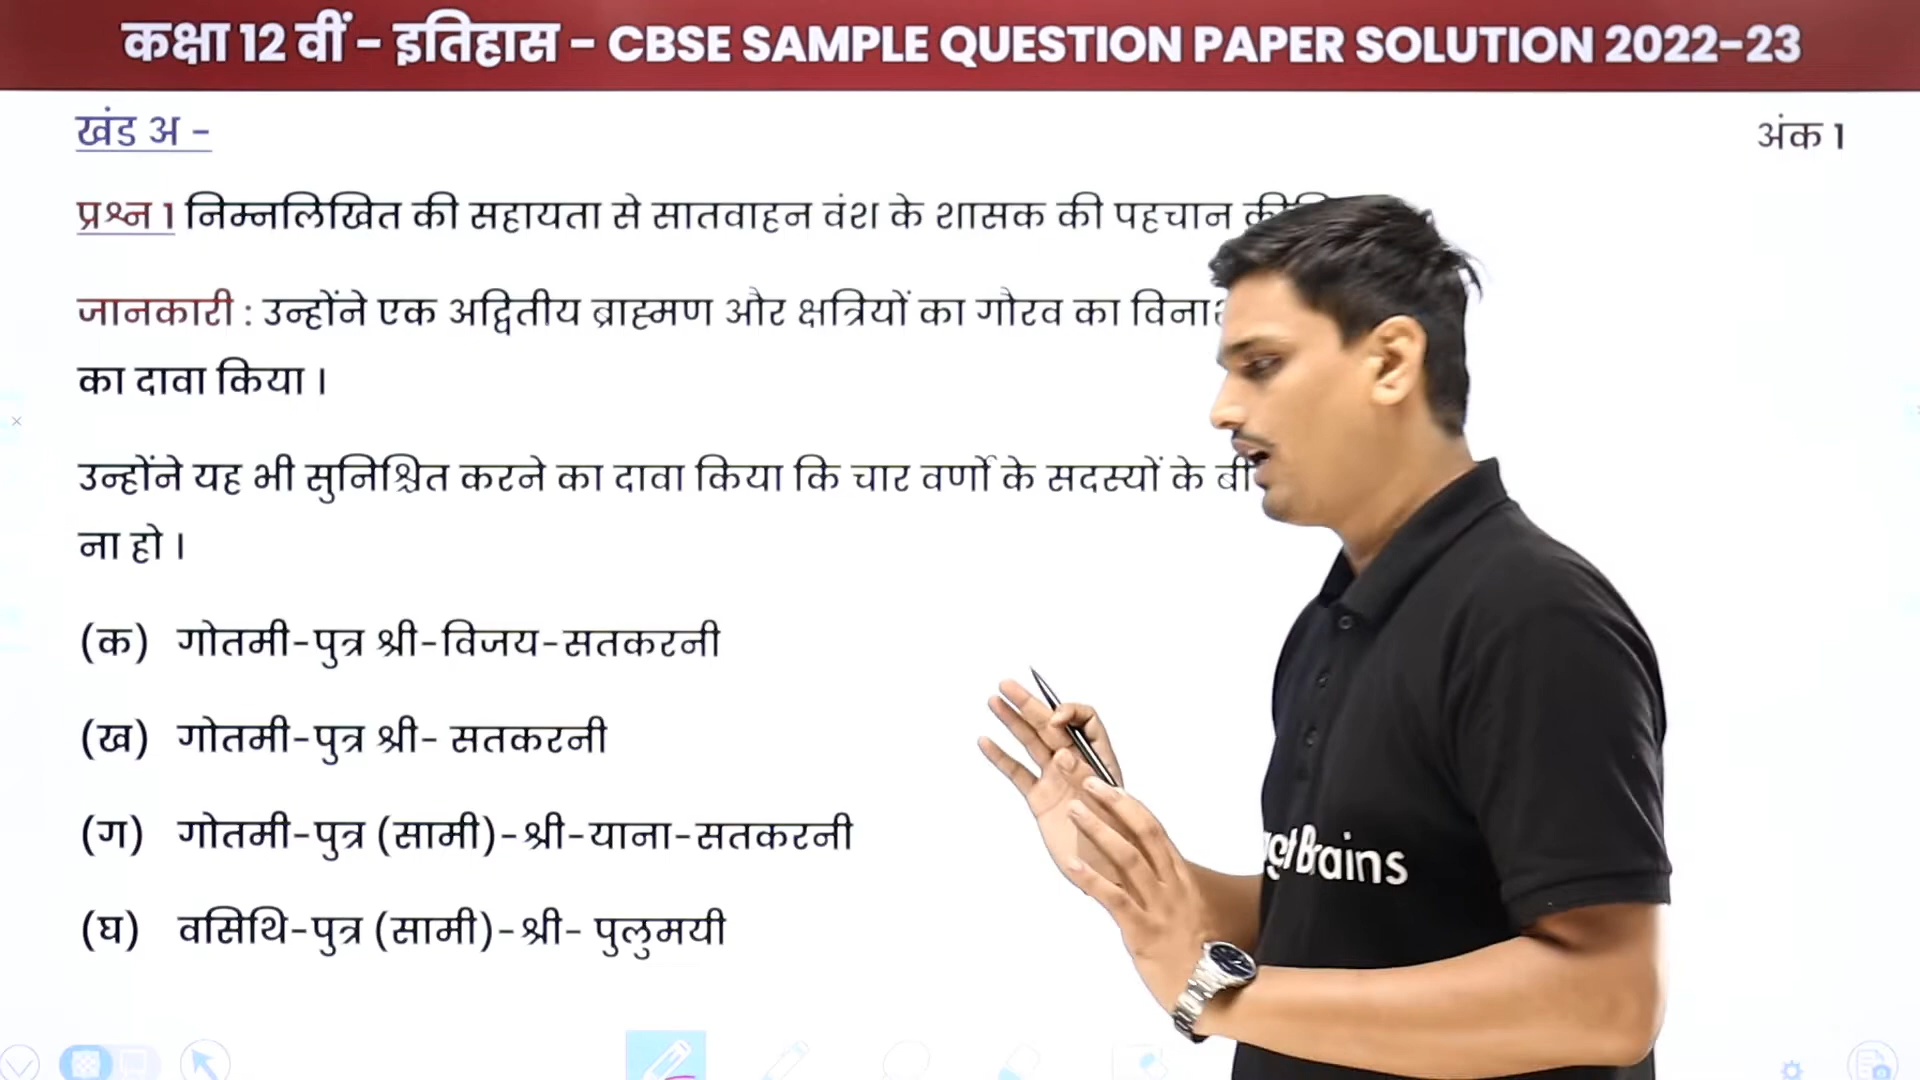 कक्षा 12 वीं - इतिहास - CBSE SAMPLE QUESTION PAPER SOLUTION 2022-23
खंड अ -
अंक 1
प्रश्न 1 निम्नलिखित की सहायता से सातवाहन वंश के शासक की पहचान
जानकारी : उन्होंने एक अद्वितीय ब्राह्मण और क्षत्रियों का गौरव का
का दावा किया ।
उन्होंने यह भी सुनिश्चित करने का दावा किया कि चार वर्णों के सदस्यों के
ना हो ।
(क) गोतमी-पुत्र श्री-विजय-सतकरनी
(ख) गोतमी-पुत्र श्री- सतकरनी
(ग) गोतमी-पुत्र (सामी)-श्री-याना-सतकरनी
(घ) वसिथि-पुत्र (सामी)-श्री- पुलुमयी
Brains